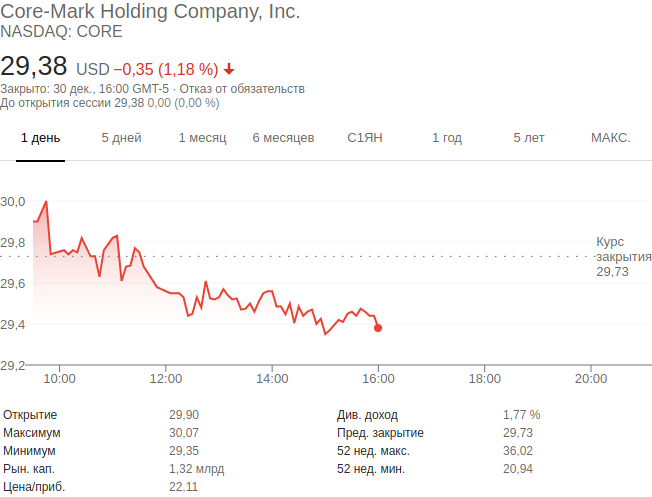 Core-Mark Holding Company, Inc.
NASDAQ: CORE
29,38 USD −0,35 (1,18 %)
Закрыто: 30 дек., 16:00 GMT-5 · Отказ от обязательств
До открытия сессии 29,38 0,00 (0,00 %)
1 день 5 дней 1 месяц 6 месяцев С1ЯН 1 год 5 лет МАКС.
30,0
29,8
Курс
закрытия
29,73
29,6
29,4
29,2
10:00 12:00 14:00 16:00 18:00 20:00
Открытие 29,90 Див. доход 1,77 %
Максимум 30,07 Пред. закрытие 29,73
Минимум 29,35 52 нед. макс. 36,02
Рын. кап. 1,32 млрд 52 нед. мин. 20,94
Цена/приб. 22,11